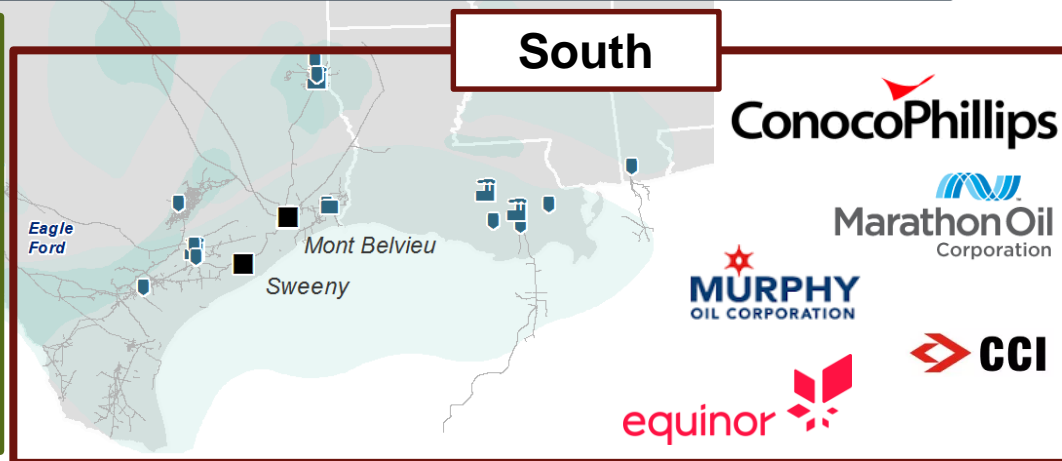 South
ConocoPhillips
Marathon Oil
Corporation
Eagle
Ford
Mont Belvieu
Sweeny
MURPHY
OIL CORPORATION
CCI
equinor